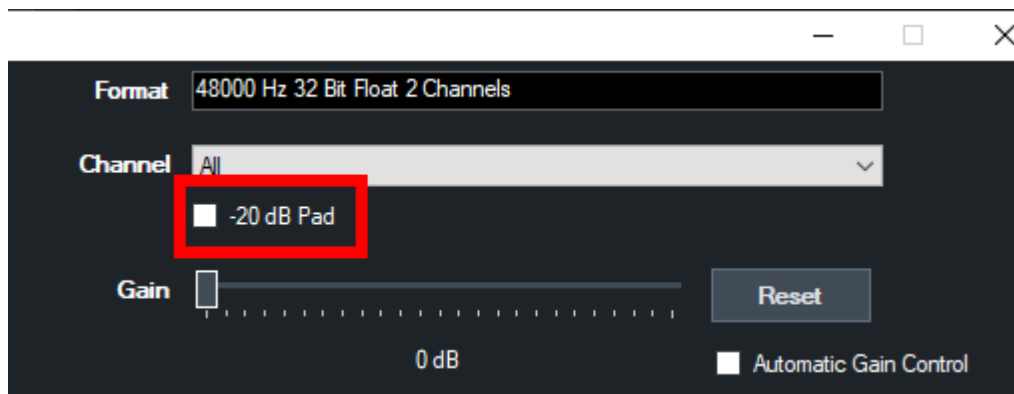 Format 48000 Hz 32 Bit Float 2 Channels
Channel All
-20 dB Pad
Gain Reset
0 dB Automatic Gain Control